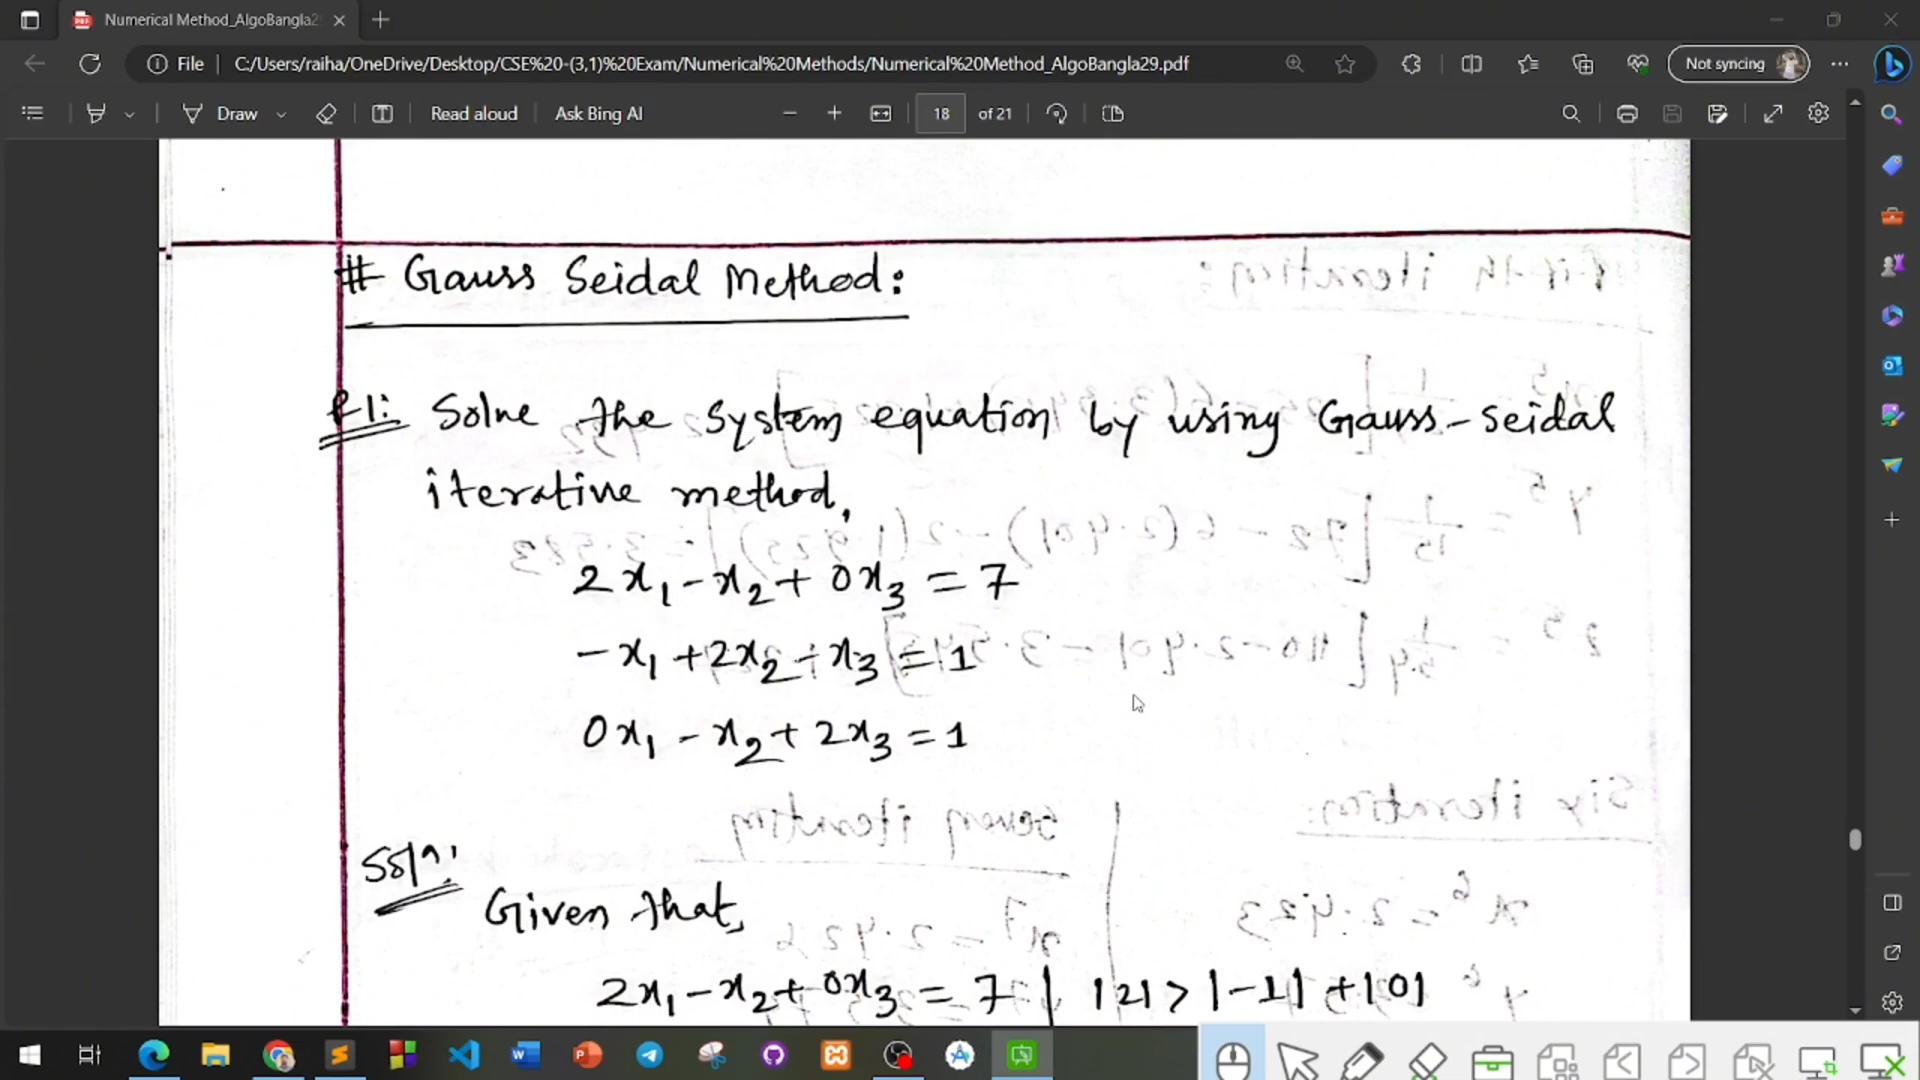 Numerical Method_AlgoBangla29
File
C:/Users/raiha/OneDrive/Desktop/CSE%20-(3,1)%20Exam/Numerical%20Methods/Numerical%20Method_AlgoBangla29.pdf
Not syncing
Draw
Read aloud
Ask Bing AI
18 of 21
# Gauss Seidal Method:
P1: Solve the system equation by using Gauss-seidal
iterative method,
2x₁ - x₂ + 0x₃ = 7
-x₁ + 2x₂ - x₃ = 1
0x₁ - x₂ + 2x₃ = 1
Solⁿ:
Given that,
2x₁ - x₂ + 0x₃ = 7 | |2| > |-1| + |0|